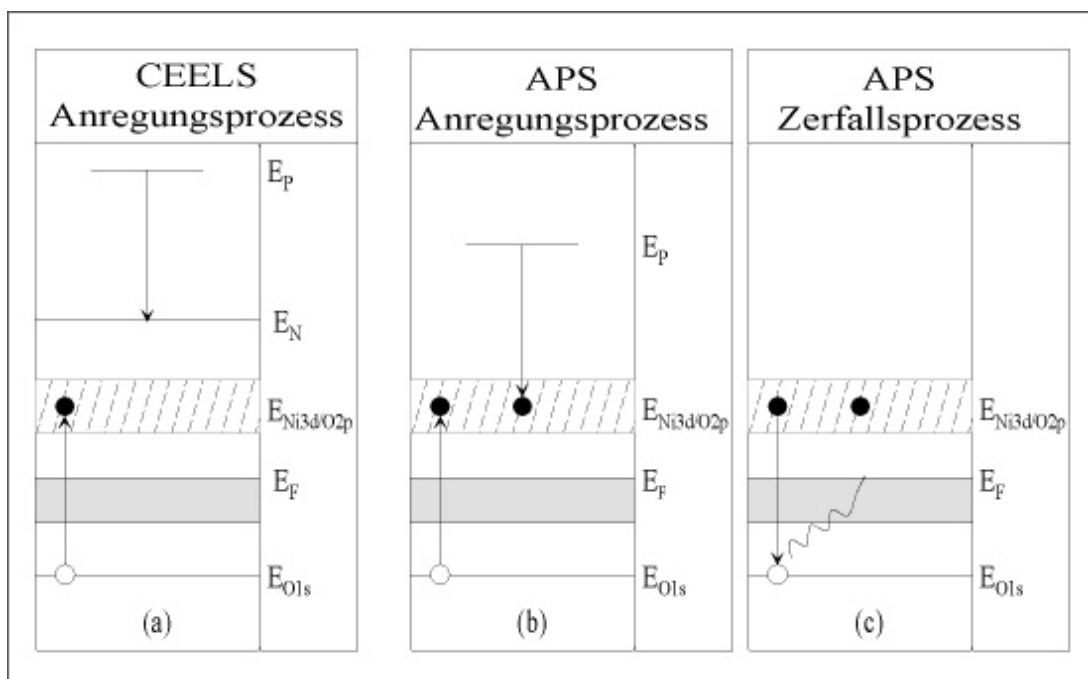 CEELS
Anregungsprozess
E_P
E_N
E_Ni3d/O2p
E_F
E_O1s
(a)
APS
Anregungsprozess
E_P
E_Ni3d/O2p
E_F
E_O1s
(b)
APS
Zerfallsprozess
E_Ni3d/O2p
E_F
E_O1s
(c)